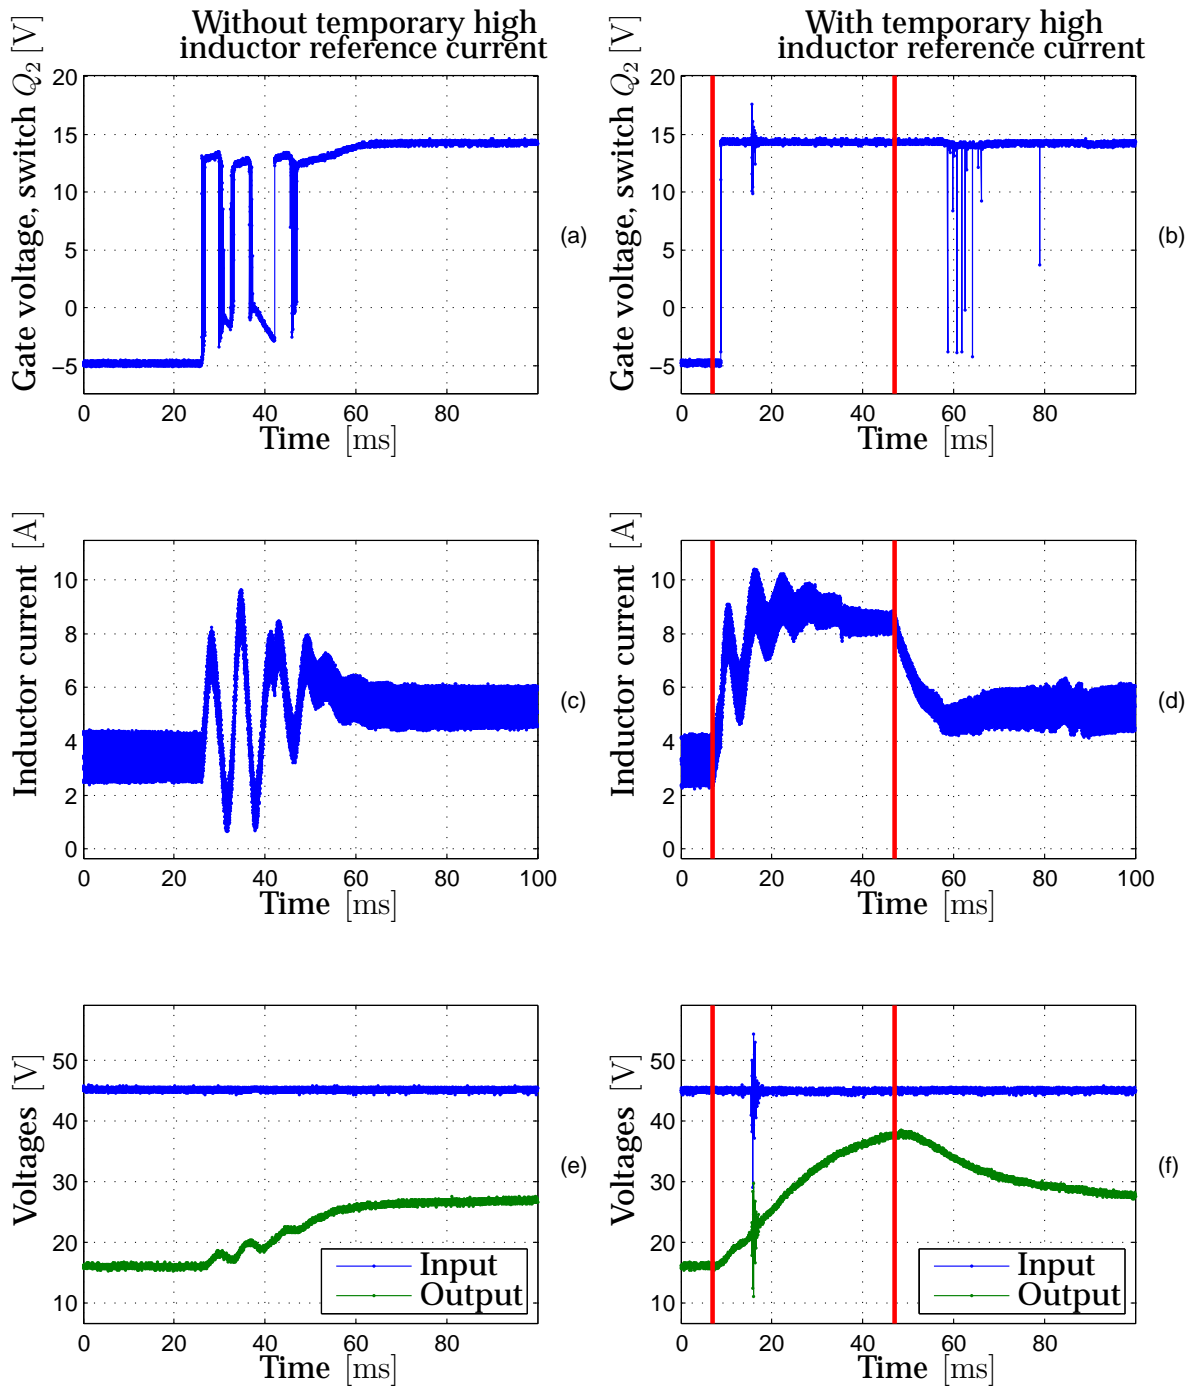 Without temporary high
inductor reference current
With temporary high
inductor reference current
Gate voltage, switch Q2 [V]
20
15
10
5
0
−5
0 20 40 60 80
Time [ms]
(a)
Gate voltage, switch Q2 [V]
20
15
10
5
0
−5
0 20 40 60 80
Time [ms]
(b)
Inductor current [A]
10
8
6
4
2
0
0 20 40 60 80 100
Time [ms]
(c)
Inductor current [A]
10
8
6
4
2
0
0 20 40 60 80 100
Time [ms]
(d)
Voltages [V]
50
40
30
20
10
0 20 40 60 80
Time [ms]
Input
Output
(e)
Voltages [V]
50
40
30
20
10
0 20 40 60 80
Time [ms]
Input
Output
(f)